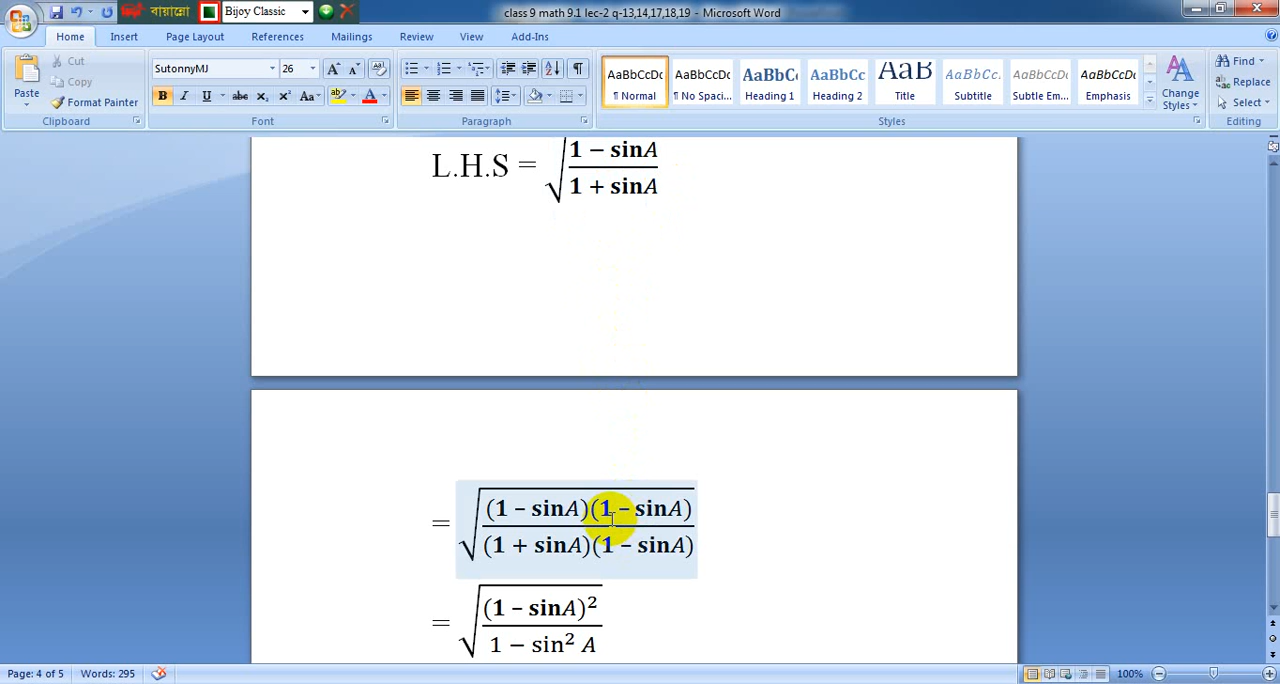 বায়ান্নো Bijoy Classic class 9 math 9.1 lec-2 q-13,14,17,18,19 - Microsoft Word
Home Insert Page Layout References Mailings Review View Add-Ins
Paste Cut Copy Format Painter
SutonnyMJ 26
B I U abc x₂ x² Aa A
AaBbCcDc AaBbCcDc AaBbCc AaBbCc AaB AaBbCc. AaBbCcDc AaBbCcDc
¶ Normal ¶ No Spaci... Heading 1 Heading 2 Title Subtitle Subtle Em... Emphasis
Change Styles
Find Replace Select
Clipboard Font Paragraph Styles Editing
L.H.S = √((1 − sinA)/(1 + sinA))
= √((1 − sinA)(1 − sinA)/((1 + sinA)(1 − sinA)))
= √((1 − sinA)²/(1 − sin² A))
Page: 4 of 5 Words: 295 100%